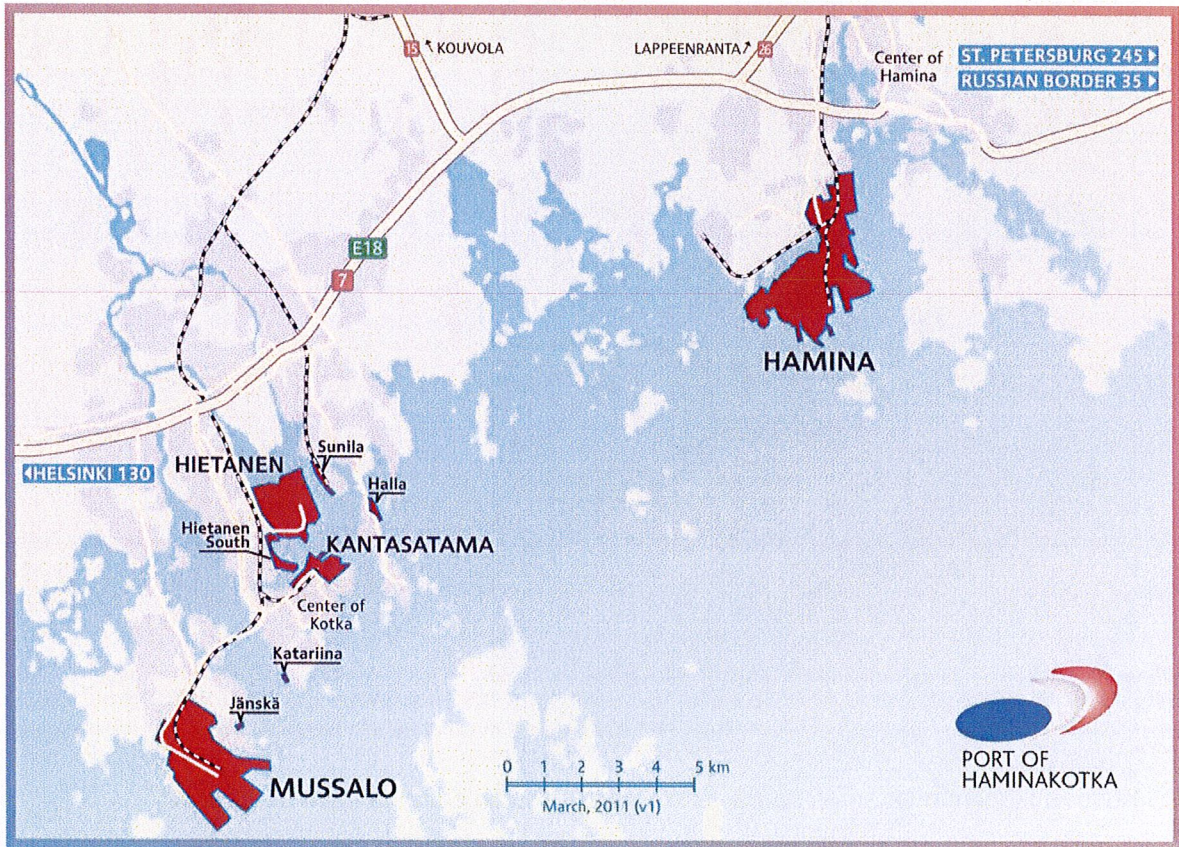 15
KOUVOLA
LAPPEENRANTA
26
Center of
Hamina
ST. PETERSBURG 245
RUSSIAN BORDER 35
E18
7
HAMINA
HELSINKI 130
HIETANEN
Sunila
Halla
Hietanen
South
KANTASATAMA
Center of
Kotka
Katariina
Jänskä
MUSSALO
0 1 2 3 4 5 km
March, 2011 (v1)
PORT OF
HAMINAKOTKA